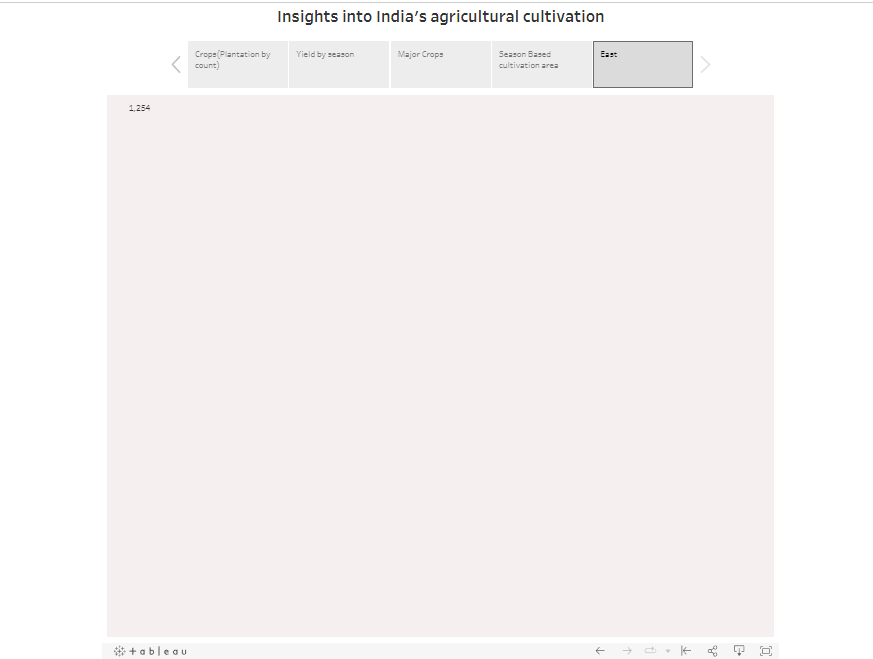 Insights into India's agricultural cultivation
Crops(Plantation by
count)
Yield by season
Major Crops
Season Based
cultivation area
East
1,254
+ a b | e a u